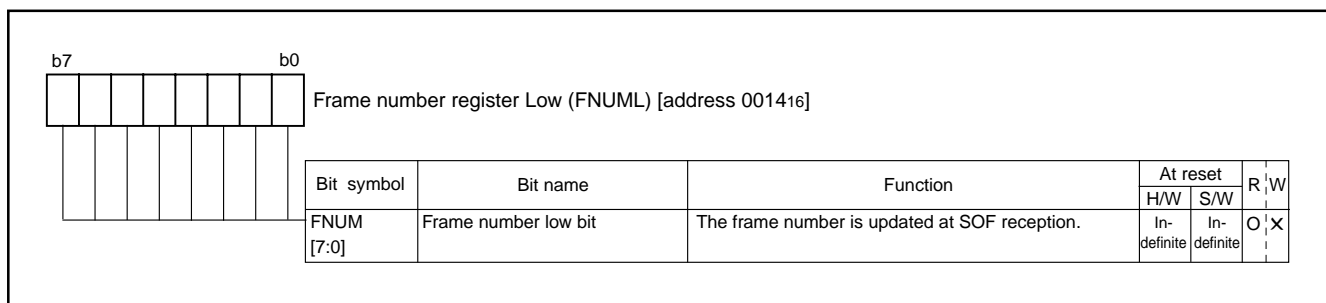 b7 b0
Frame number register Low (FNUML) [address 001416]
Bit symbol Bit name Function At reset R W
H/W S/W
FNUM Frame number low bit The frame number is updated at SOF reception. In- In- O X
[7:0] definite definite